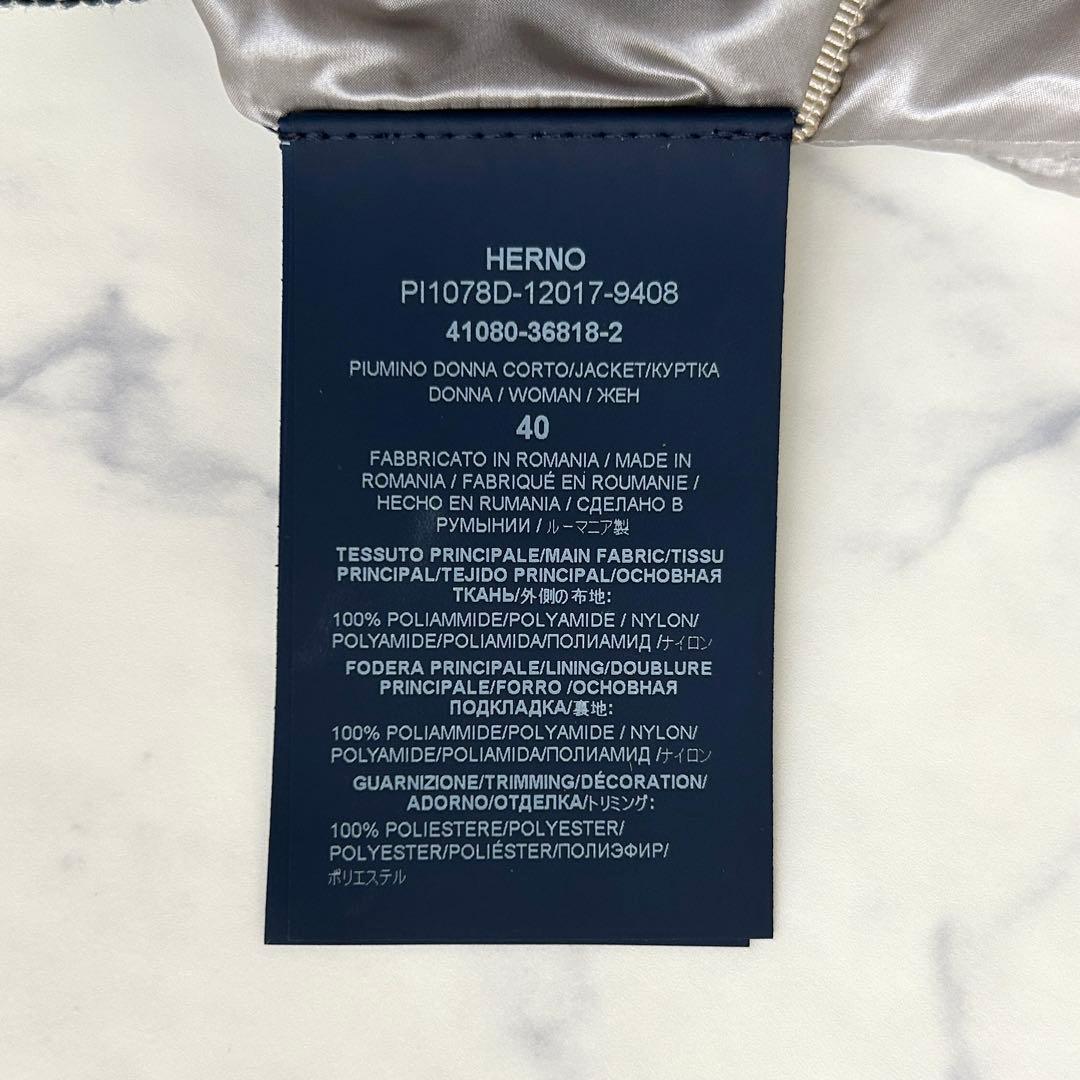 HERNO
PI1078D-12017-9408
41080-36818-2
PIUMINO DONNA CORTO/JACKET/КУРТКА
DONNA / WOMAN / ЖЕН
40
FABBRICATO IN ROMANIA / MADE IN
ROMANIA / FABRIQUÉ EN ROUMANIE /
HECHO EN RUMANIA / СДЕЛАНО В
РУМЫНИИ / ルーマニア製
TESSUTO PRINCIPALE/MAIN FABRIC/TISSU
PRINCIPAL/TEJIDO PRINCIPAL/ОСНОВНАЯ
ТКАНЬ/外側の布地:
100% POLIAMMIDE/POLYAMIDE / NYLON/
POLYAMIDE/POLIAMIDA/ПОЛИАМИД /ナイロン
FODERA PRINCIPALE/LINING/DOUBLURE
PRINCIPALE/FORRO /ОСНОВНАЯ
ПОДКЛАДКА/裏地:
100% POLIAMMIDE/POLYAMIDE / NYLON/
POLYAMIDE/POLIAMIDA/ПОЛИАМИД /ナイロン
GUARNIZIONE/TRIMMING/DÉCORATION/
ADORNO/ОТДЕЛКА/トリミング:
100% POLIESTERE/POLYESTER/
POLYESTER/POLIÉSTER/ПОЛИЭФИР/
ポリエステル